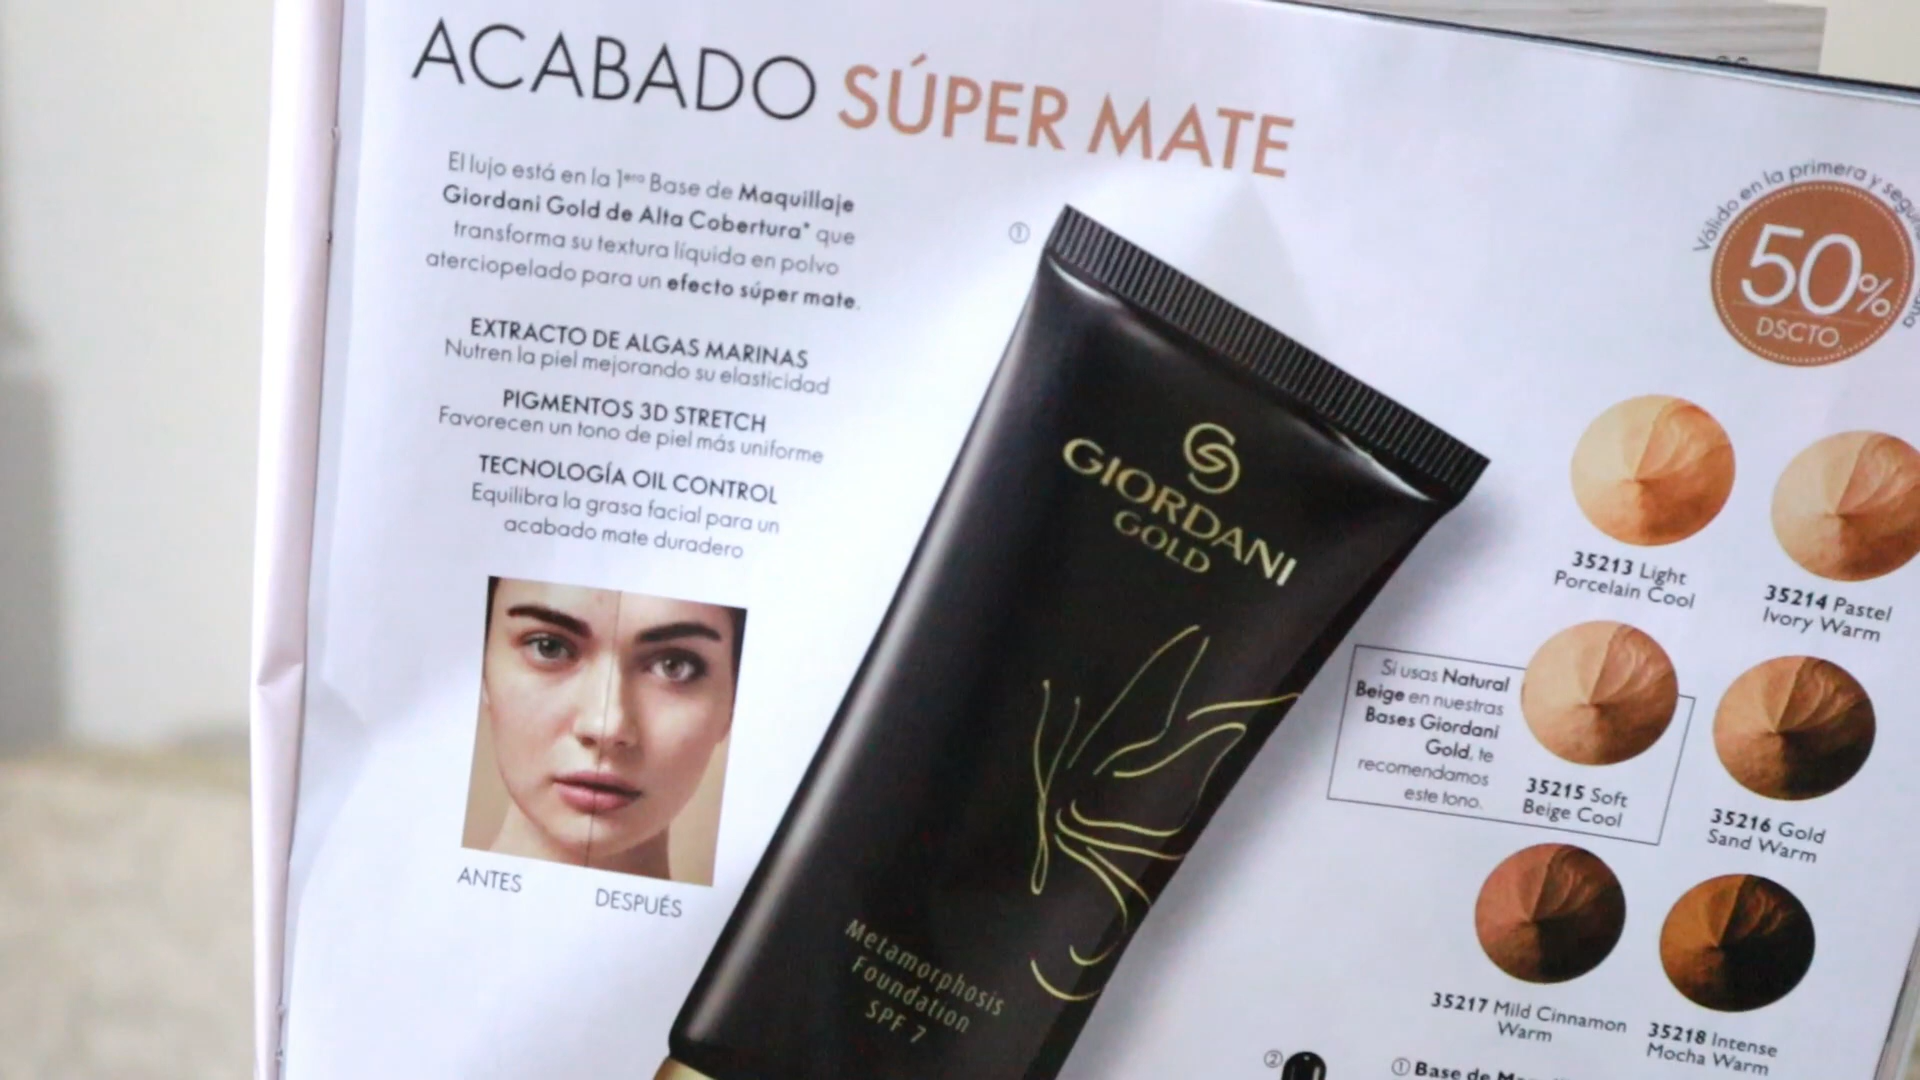 ACABADO SÚPER MATE
El lujo está en la 1era Base de Maquillaje
Giordani Gold de Alta Cobertura* que
transforma su textura líquida en polvo
aterciopelado para un efecto súper mate.
EXTRACTO DE ALGAS MARINAS
Nutren la piel mejorando su elasticidad
PIGMENTOS 3D STRETCH
Favorecen un tono de piel más uniforme
TECNOLOGÍA OIL CONTROL
Equilibra la grasa facial para un
acabado mate duradero
ANTES
DESPUÉS
①
GIORDANI
GOLD
Metamorphosis
Foundation
SPF 7
Válido en la primera y
50%
DSCTO.
35213 Light
Porcelain Cool
35214 Pastel
Ivory Warm
Si usas Natural
Beige en nuestras
Bases Giordani
Gold, te
recomendamos
este tono.
35215 Soft
Beige Cool
35216 Gold
Sand Warm
35217 Mild Cinnamon
Warm
35218 Intense
Mocha Warm
②
① Base de